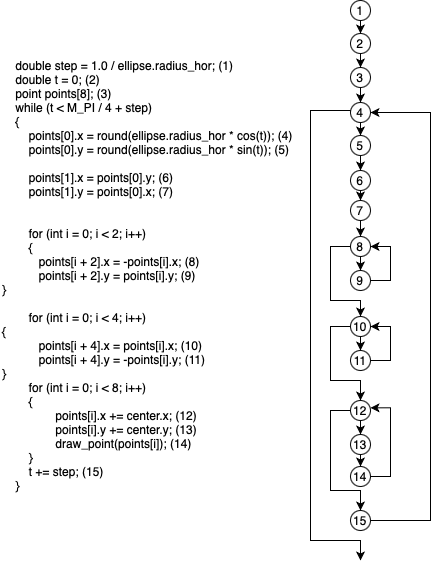 double step = 1.0 / ellipse.radius_hor; (1)
double t = 0; (2)
point points[8]; (3)
while (t < M_PI / 4 + step)
{
points[0].x = round(ellipse.radius_hor * cos(t)); (4)
points[0].y = round(ellipse.radius_hor * sin(t)); (5)
points[1].x = points[0].y; (6)
points[1].y = points[0].x; (7)
for (int i = 0; i < 2; i++)
{
points[i + 2].x = -points[i].x; (8)
points[i + 2].y = points[i].y; (9)
}
for (int i = 0; i < 4; i++)
{
points[i + 4].x = points[i].x; (10)
points[i + 4].y = -points[i].y; (11)
}
for (int i = 0; i < 8; i++)
{
points[i].x += center.x; (12)
points[i].y += center.y; (13)
draw_point(points[i]); (14)
}
t += step; (15)
}
1
2
3
4
5
6
7
8
9
10
11
12
13
14
15